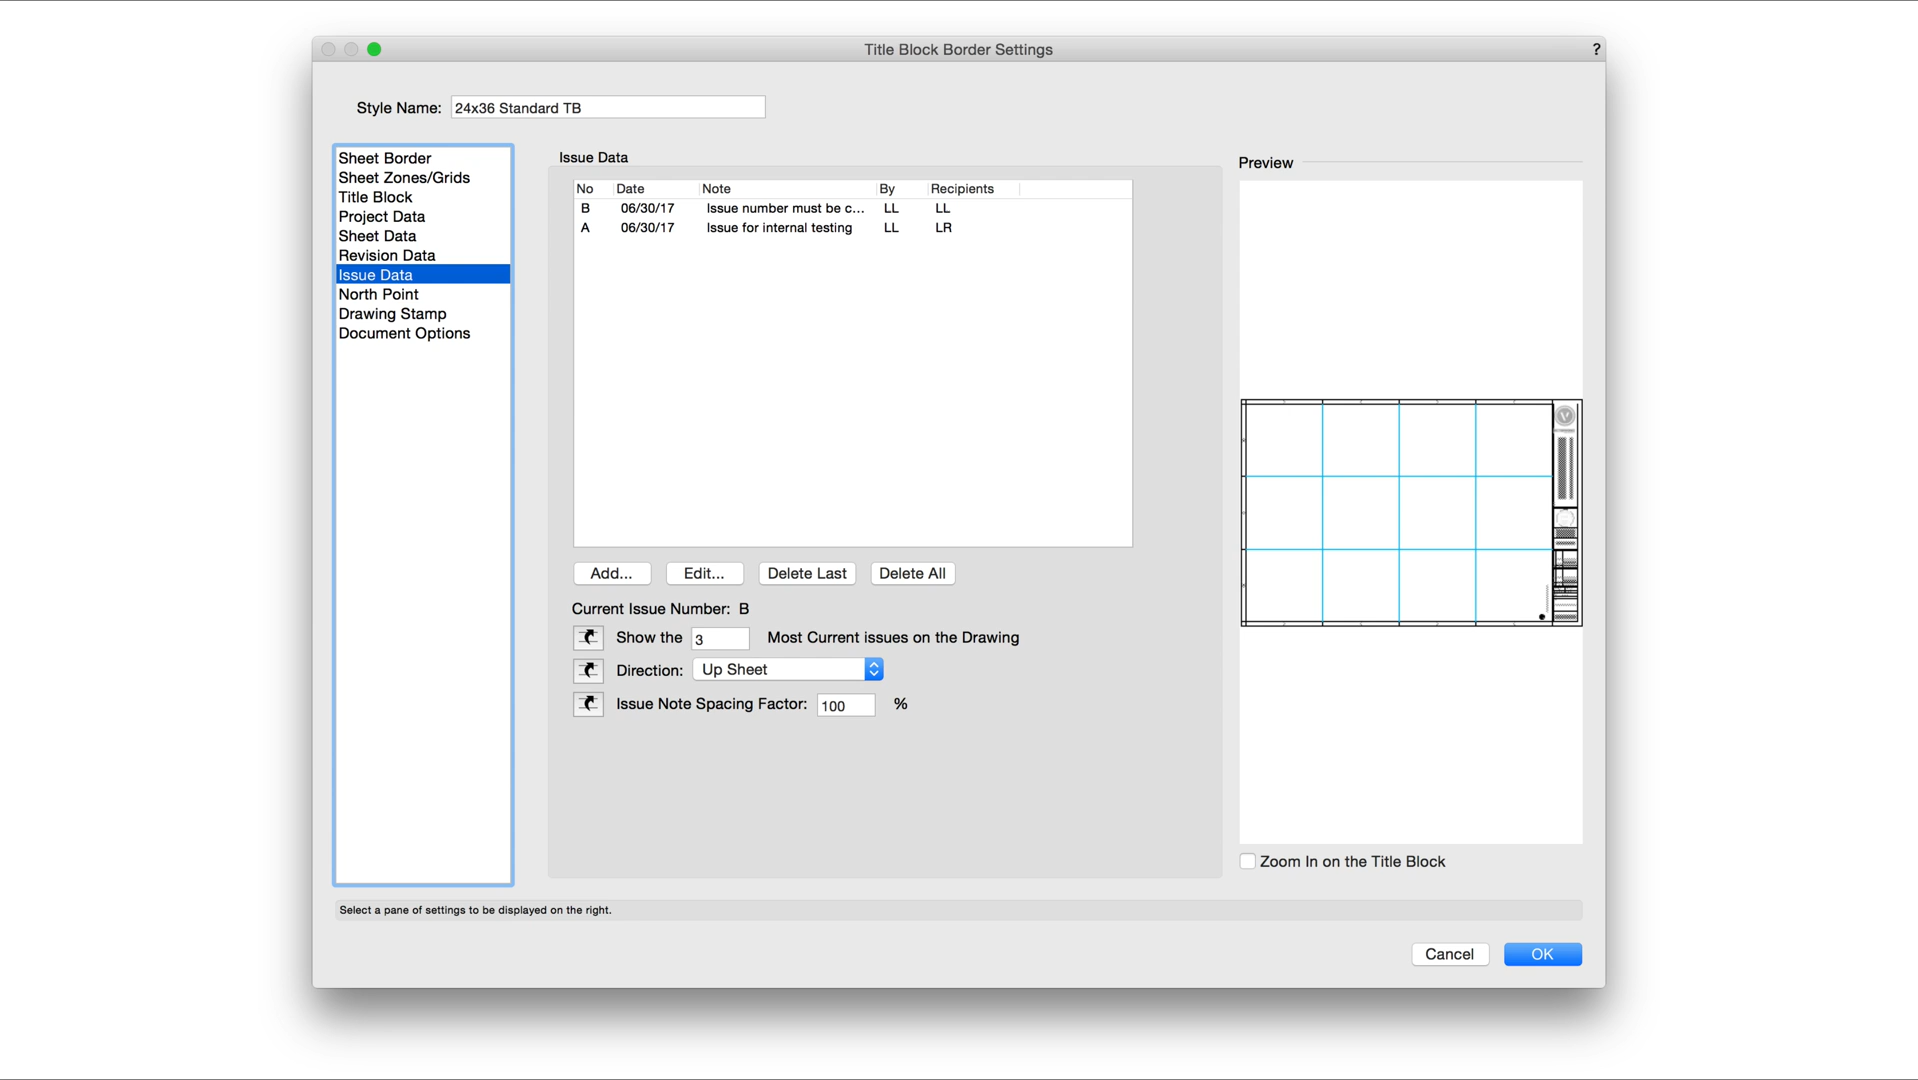 Title Block Border Settings
?
Style Name: 24x36 Standard TB
Sheet Border
Sheet Zones/Grids
Title Block
Project Data
Sheet Data
Revision Data
Issue Data
North Point
Drawing Stamp
Document Options
Issue Data
No Date Note By Recipients
B 06/30/17 Issue number must be c... LL LL
A 06/30/17 Issue for internal testing LL LR
Add... Edit... Delete Last Delete All
Current Issue Number: B
Show the 3 Most Current issues on the Drawing
Direction: Up Sheet
Issue Note Spacing Factor: 100 %
Preview
Zoom In on the Title Block
Select a pane of settings to be displayed on the right.
Cancel OK